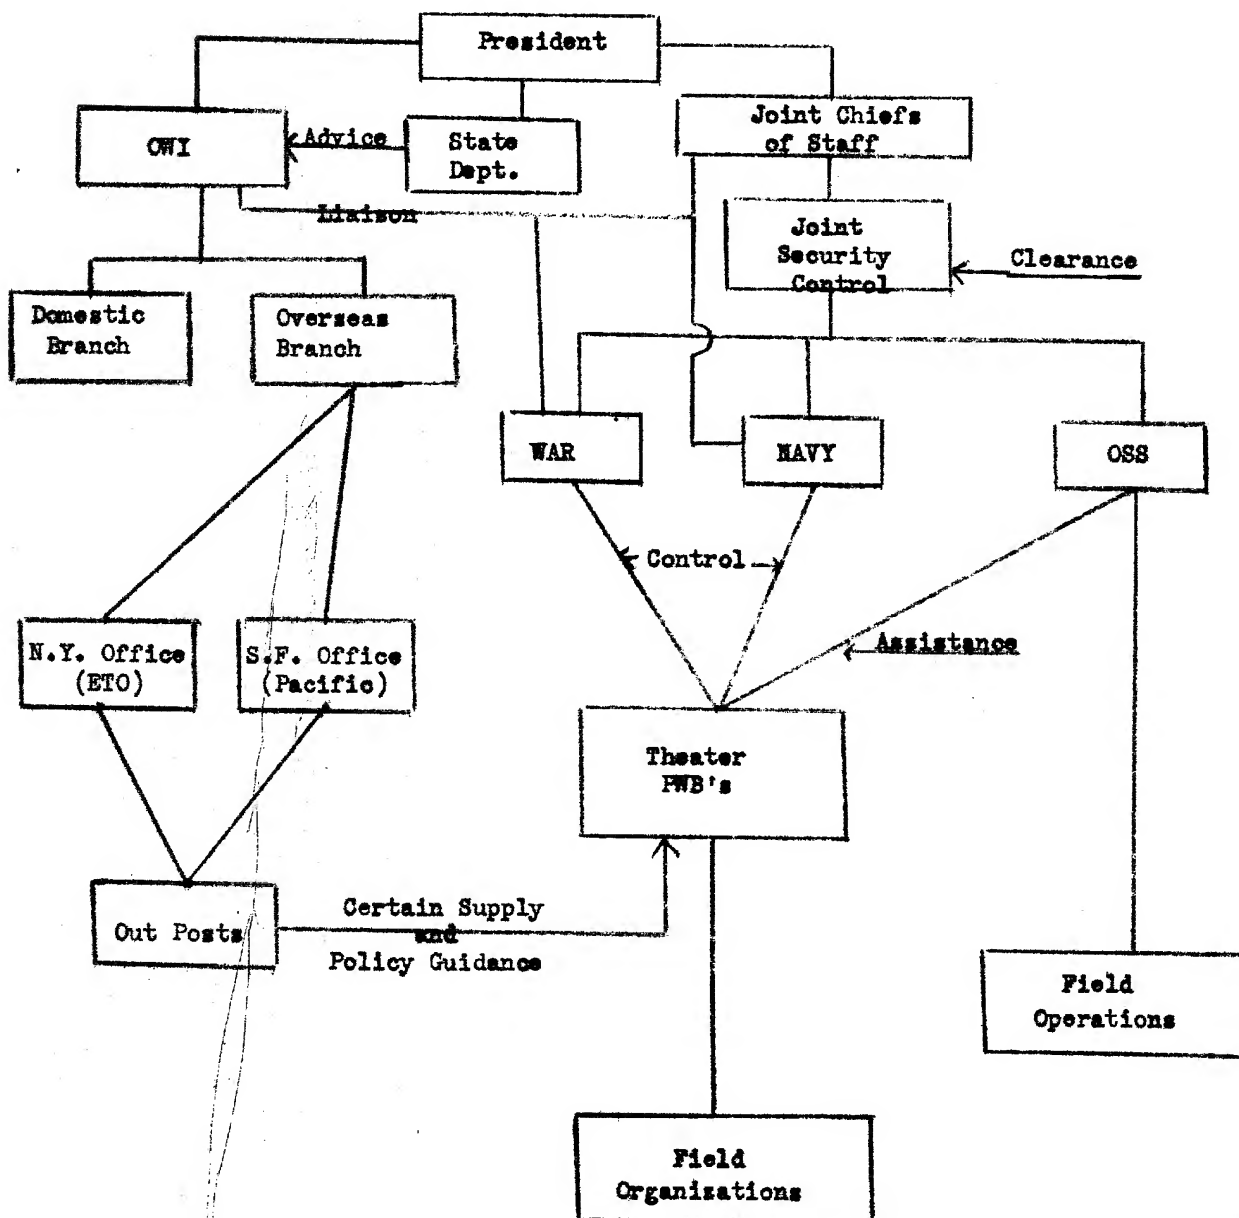 President
OWI
Advice
State
Dept.
Joint Chiefs
of Staff
Liaison
Joint
Security
Control
Clearance
Domestic
Branch
Overseas
Branch
WAR
NAVY
OSS
Control
N.Y. Office
(ETO)
S.F. Office
(Pacific)
Assistance
Theater
PWB's
Out Posts
Certain Supply
and
Policy Guidance
Field
Operations
Field
Organizations